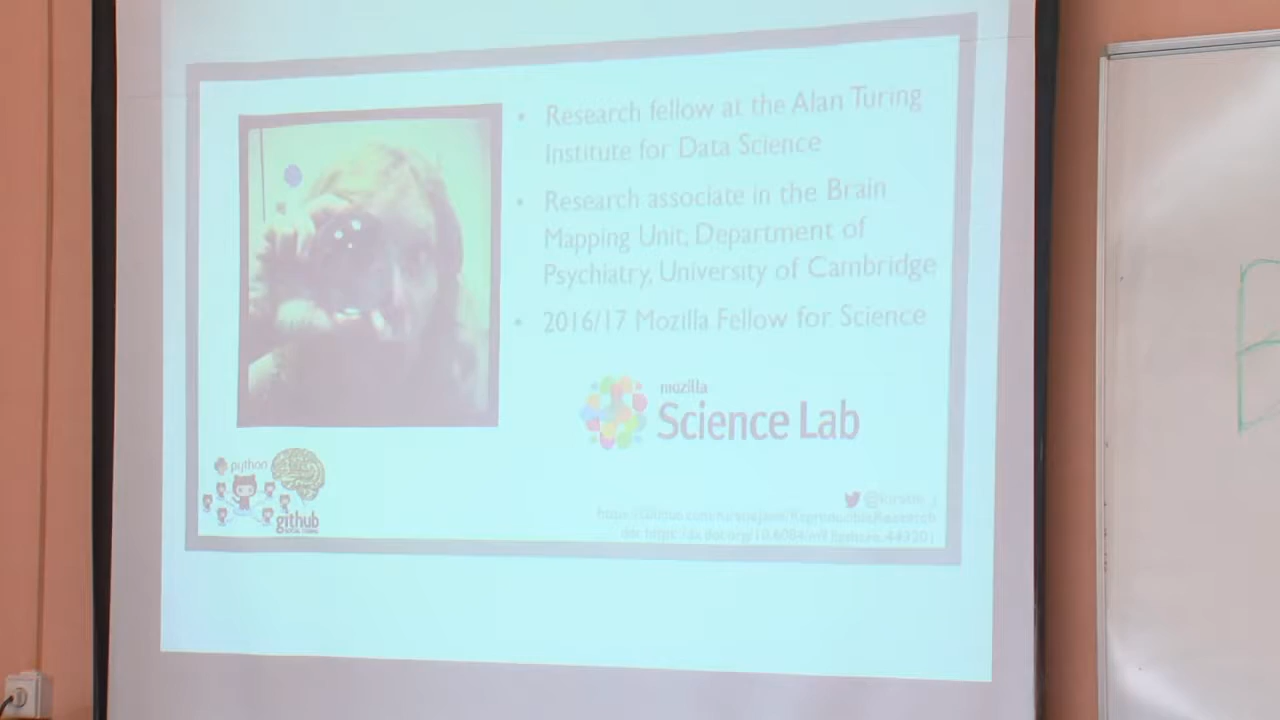 • Research fellow at the Alan Turing
Institute for Data Science
• Research associate in the Brain
Mapping Unit, Department of
Psychiatry, University of Cambridge
• 2016/17 Mozilla Fellow for Science
mozilla
Science Lab
python
github